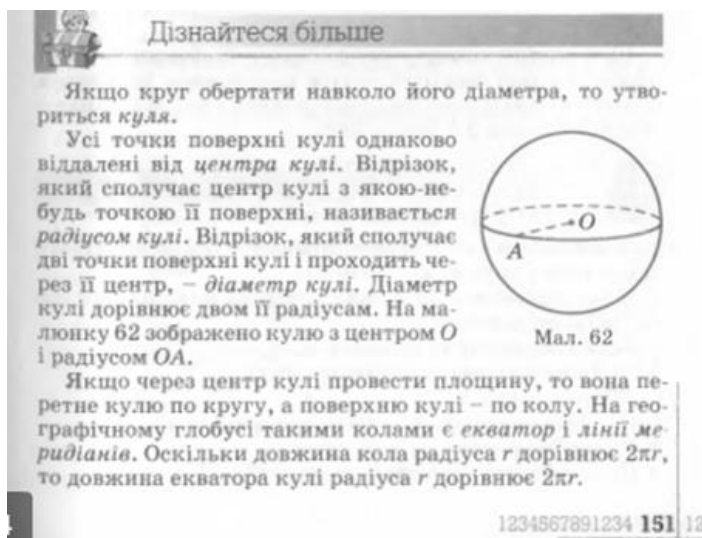 Дізнайтеся більше
Якщо круг обертати навколо його діаметра, то утво-
риться куля.
Усі точки поверхні кулі однаково
віддалені від центра кулі. Відрізок,
який сполучає центр кулі з якою-не-
будь точкою її поверхні, називається
радіусом кулі. Відрізок, який сполучає
дві точки поверхні кулі і проходить че-
рез її центр, – діаметр кулі. Діаметр
кулі дорівнює двом її радіусам. На ма-
люнку 62 зображено кулю з центром O
і радіусом OA.
O
A
Мал. 62
Якщо через центр кулі провести площину, то вона пе-
ретне кулю по кругу, а поверхню кулі – по колу. На гео-
графічному глобусі такими колами є екватор і лінії ме-
ридіанів. Оскільки довжина кола радіуса r дорівнює 2πr,
то довжина екватора кулі радіуса r дорівнює 2πr.
1234567891234 151 12